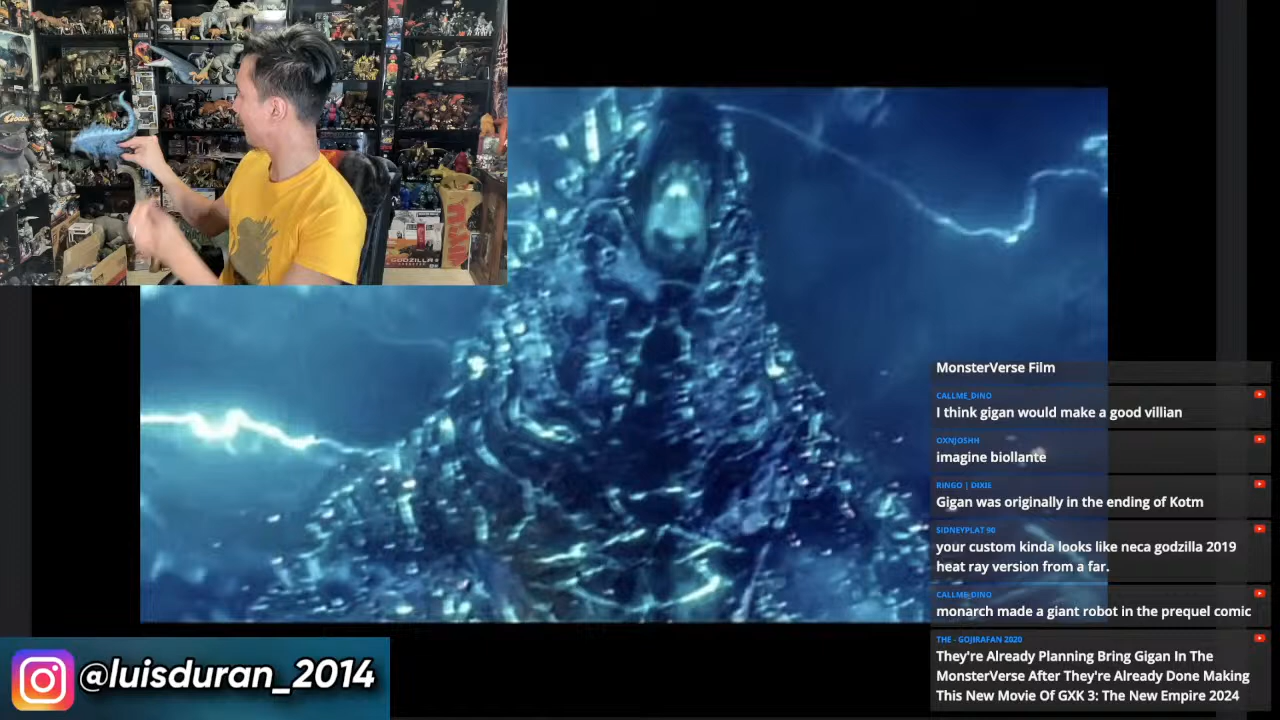 GODZILLA
MonsterVerse Film
CALLME_DINO
I think gigan would make a good villian
OXNJOSHH
imagine biollante
RINGO | DIXIE
Gigan was originally in the ending of Kotm
SIDNEYPLAT 90
your custom kinda looks like neca godzilla 2019
heat ray version from a far.
CALLME_DINO
monarch made a giant robot in the prequel comic
THE - GOJIRAFAN 2020
They're Already Planning Bring Gigan In The
MonsterVerse After They're Already Done Making
This New Movie Of GXK 3: The New Empire 2024
@luisduran_2014